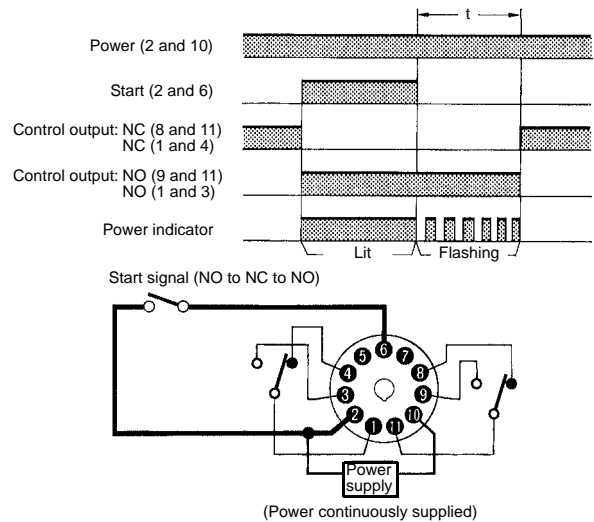 t
Power (2 and 10)
Start (2 and 6)
Control output: NC (8 and 11)
NC (1 and 4)
Control output: NO (9 and 11)
NO (1 and 3)
Power indicator
Lit
Flashing
Start signal (NO to NC to NO)
6
5
7
4
8
3
9
2
10
1
11
Power
supply
(Power continuously supplied)